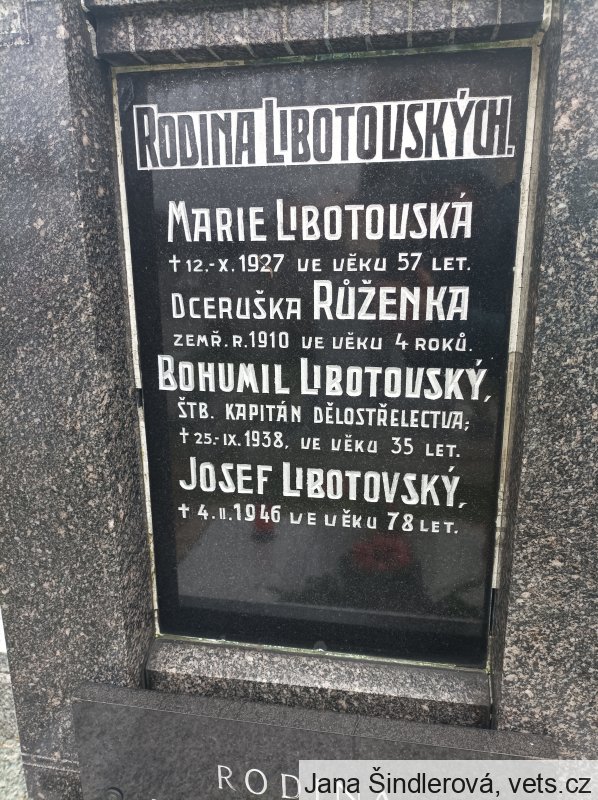 RODINA LIBOTOVSKÝCH.
MARIE LIBOTOVSKÁ
† 12.-X.1927 VE VĚKU 57 LET.
DCERUŠKA RŮŽENKA
ZEMŘ. R.1910 VE VĚKU 4 ROKŮ.
BOHUMIL LIBOTOVSKÝ,
ŠTB. KAPITÁN DĚLOSTŘELECTVA;
† 25.-IX.1938, VE VĚKU 35 LET.
JOSEF LIBOTOVSKÝ,
† 4.II.1946 VE VĚKU 78 LET.
RODINA
Jana Šindlerová, vets.cz